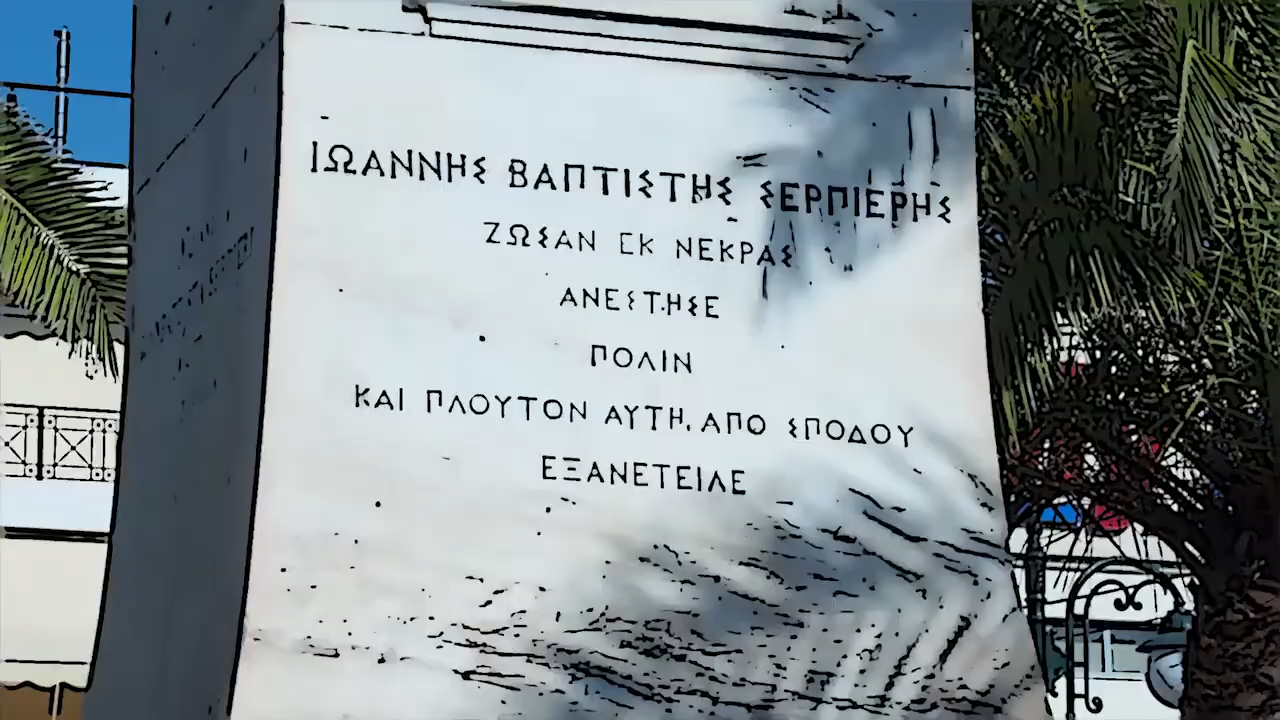 ΙΩΑΝΝΗΣ ΒΑΠΤΙΣΤΗΣ ΣΕΡΠΙΕΡΗΣ
ΖΩΣΑΝ ΕΚ ΝΕΚΡΑΣ
ΑΝΕΣΤΗΣΕ
ΠΟΛΙΝ
ΚΑΙ ΠΛΟΥΤΟΝ ΑΥΤΗ, ΑΠΟ ΣΠΟΔΟΥ
ΕΞΑΝΕΤΕΙΛΕ